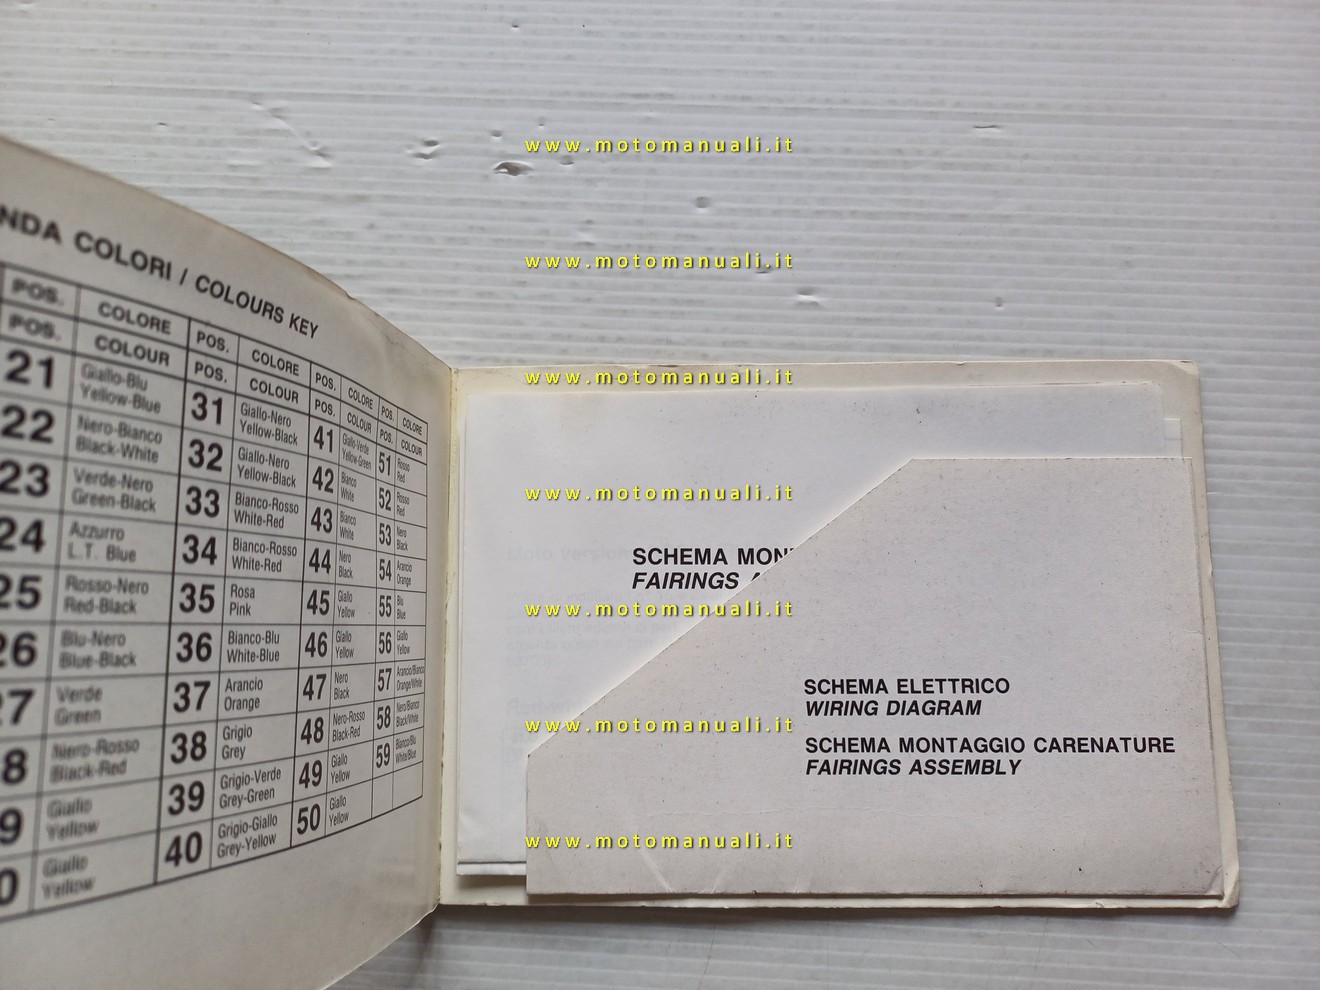 NDA COLORI / COLOURS KEY
POS. COLORE POS. COLORE POS. COLORE POS. COLORE
POS. COLOUR POS. COLOUR POS. COLOUR POS. COLOUR
21 Giallo-Blu Yellow-Blue
22 Nero-Bianco Black-White
23 Verde-Nero Green-Black
24 Azzurro L.T. Blue
25 Rosso-Nero Red-Black
26 Blu-Nero Blue-Black
7 Verde Green
8 Nero-Rosso Black-Red
9 Giallo Yellow
0 Giallo Yellow
31 Giallo-Nero Yellow-Black
32 Giallo-Nero Yellow-Black
33 Bianco-Rosso White-Red
34 Bianco-Rosso White-Red
35 Rosa Pink
36 Bianco-Blu White-Blue
37 Arancio Orange
38 Grigio Grey
39 Grigio-Verde Grey-Green
40 Grigio-Giallo Grey-Yellow
41 Giallo-Verde Yellow-Green
42 Bianco White
43 Bianco White
44 Nero Black
45 Giallo Yellow
46 Giallo Yellow
47 Nero Black
48 Nero-Rosso Black-Red
49 Giallo Yellow
50 Giallo Yellow
51 Rosso Red
52 Rosso Red
53 Nero Black
54 Arancio Orange
55 Blu Blue
56 Giallo Yellow
57 Arancio/Bianco Orange/White
58 Nero/Bianco Black/White
59 Bianco/Blu White/Blue
SCHEMA MON
FAIRINGS A
SCHEMA ELETTRICO
WIRING DIAGRAM
SCHEMA MONTAGGIO CARENATURE
FAIRINGS ASSEMBLY
www.motomanuali.it
www.motomanuali.it
www.motomanuali.it
www.motomanuali.it
www.motomanuali.it
www.motomanuali.it
www.motomanuali.it